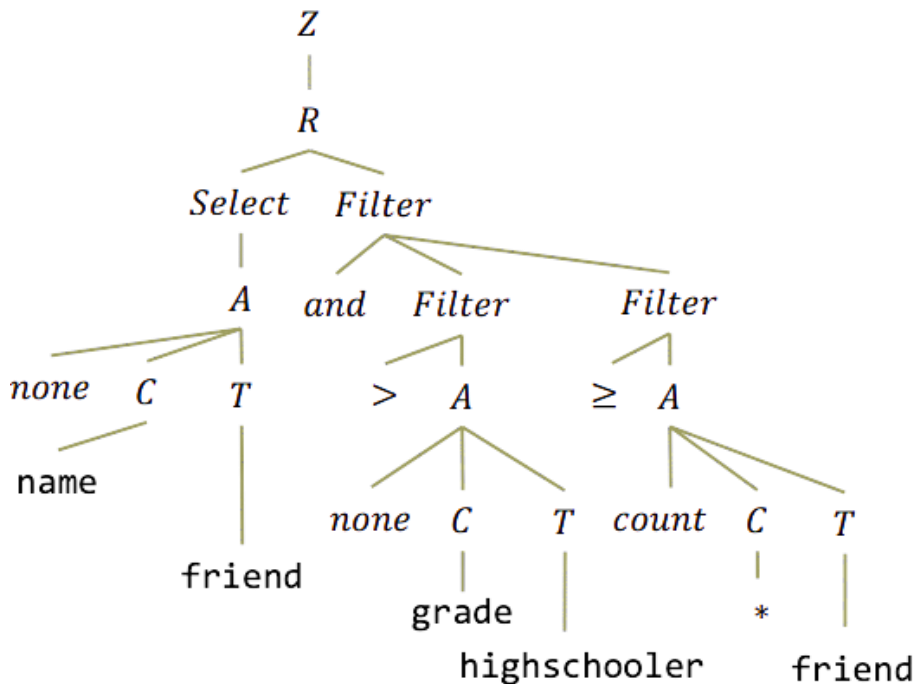 Z
R
Select Filter
A and Filter Filter
none C T > A ≥ A
name
none C T count C T
friend
grade *
highschooler friend